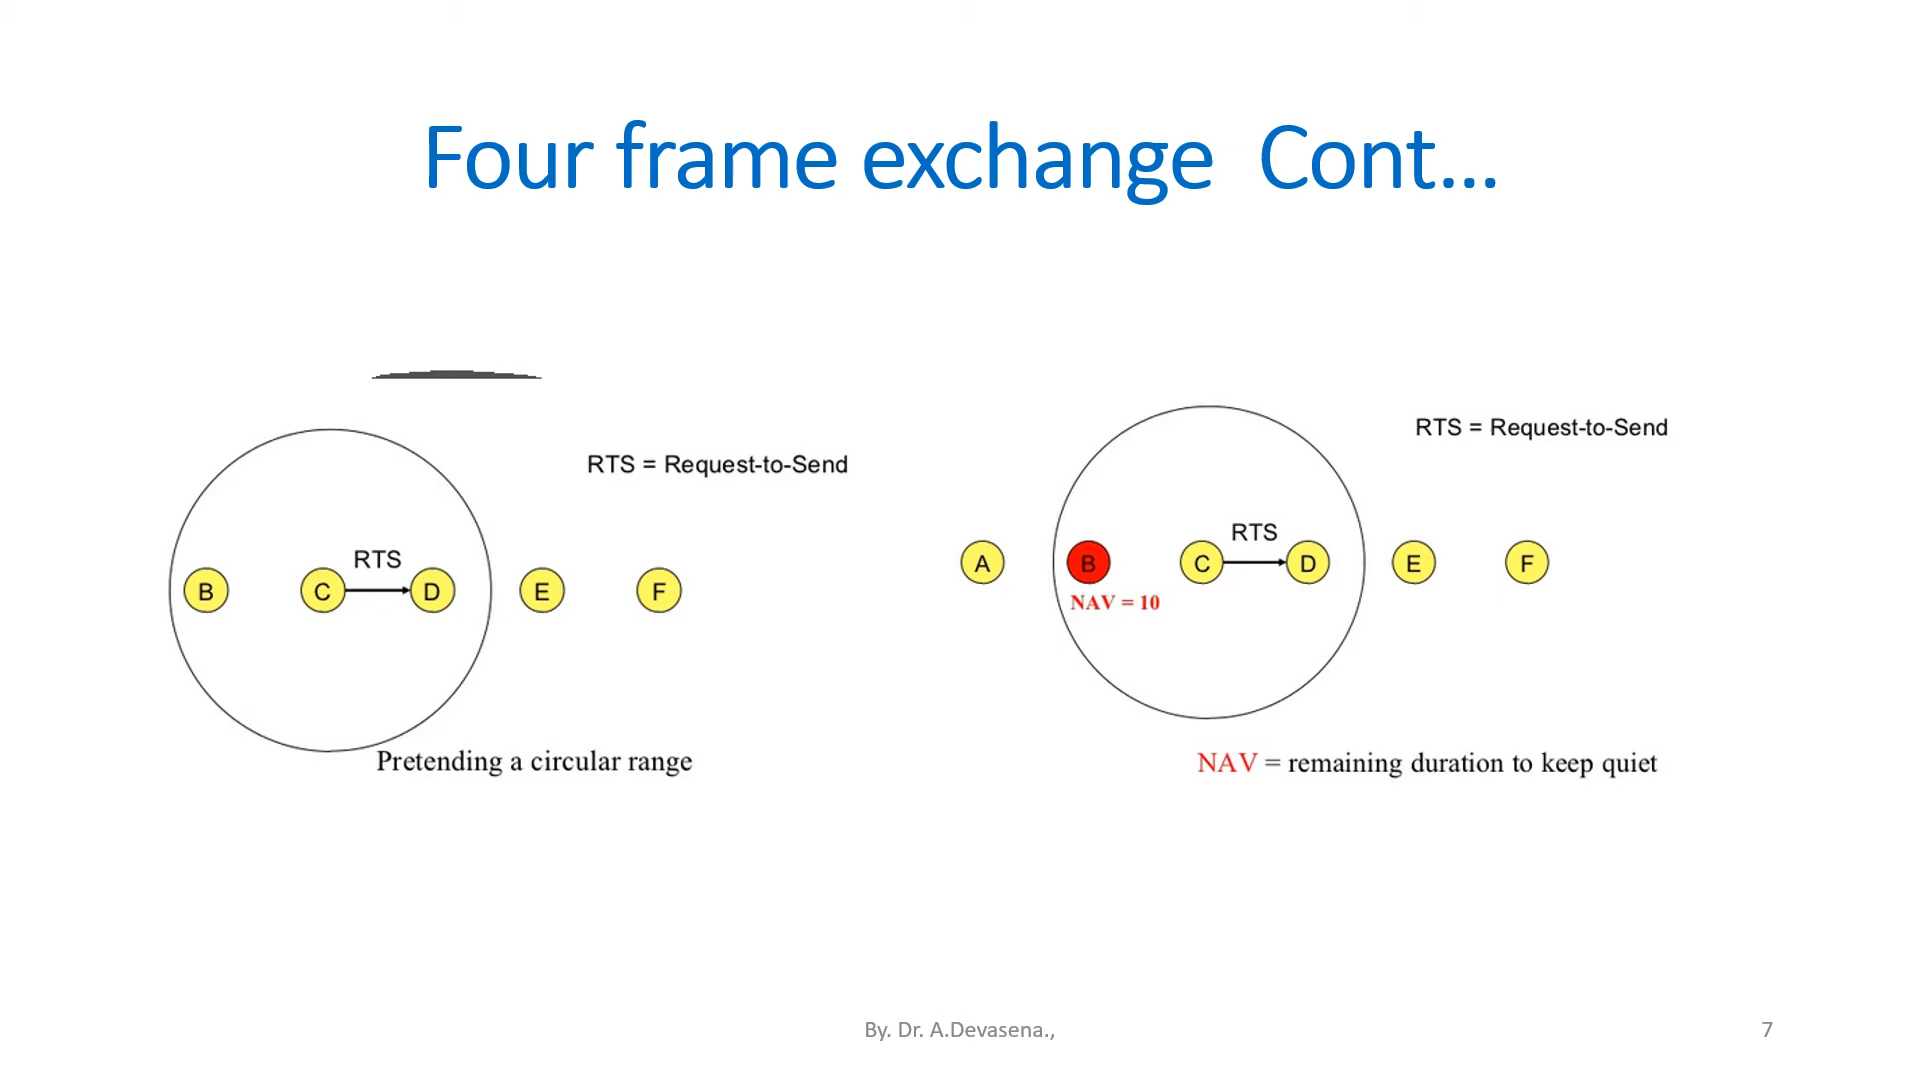 Four frame exchange Cont...
RTS = Request-to-Send
RTS
B C D E F
Pretending a circular range
RTS = Request-to-Send
RTS
A B C D E F
NAV = 10
NAV = remaining duration to keep quiet
By. Dr. A.Devasena.,
7